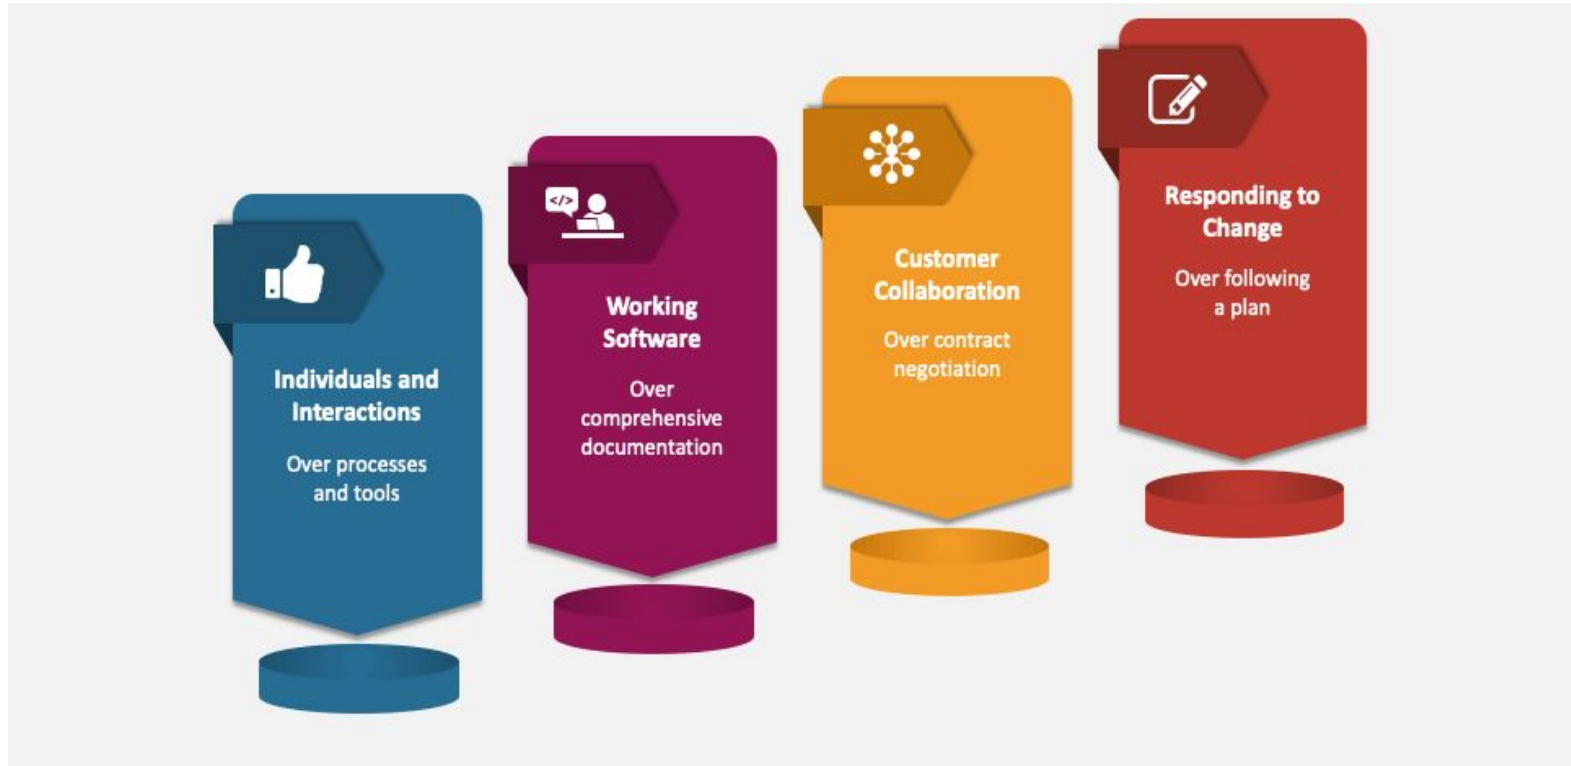 Individuals and
Interactions
Over processes
and tools
</>
Working
Software
Over
comprehensive
documentation
Customer
Collaboration
Over contract
negotiation
Responding to
Change
Over following
a plan